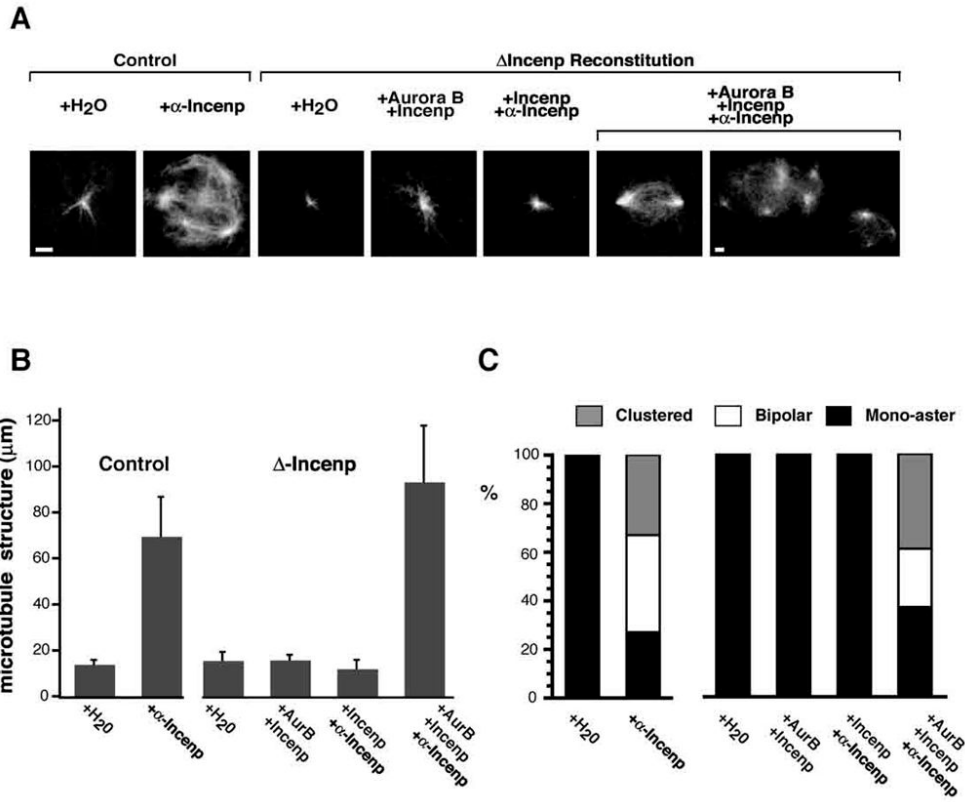 A
Control
ΔIncenp Reconstitution
+H2O
+α-Incenp
+H2O
+Aurora B
+Incenp
+Incenp
+α-Incenp
+Aurora B
+Incenp
+α-Incenp
B
microtubule structure (μm)
120
100
80
60
40
20
0
Control
Δ-Incenp
+H20
+α-Incenp
+H20
+AurB
+Incenp
+Incenp
+α-Incenp
+AurB
+Incenp
+α-Incenp
C
Clustered
Bipolar
Mono-aster
%
100
80
60
40
20
0
+H20
+α-Incenp
+H20
+AurB
+Incenp
+Incenp
+α-Incenp
+AurB
+Incenp
+α-Incenp